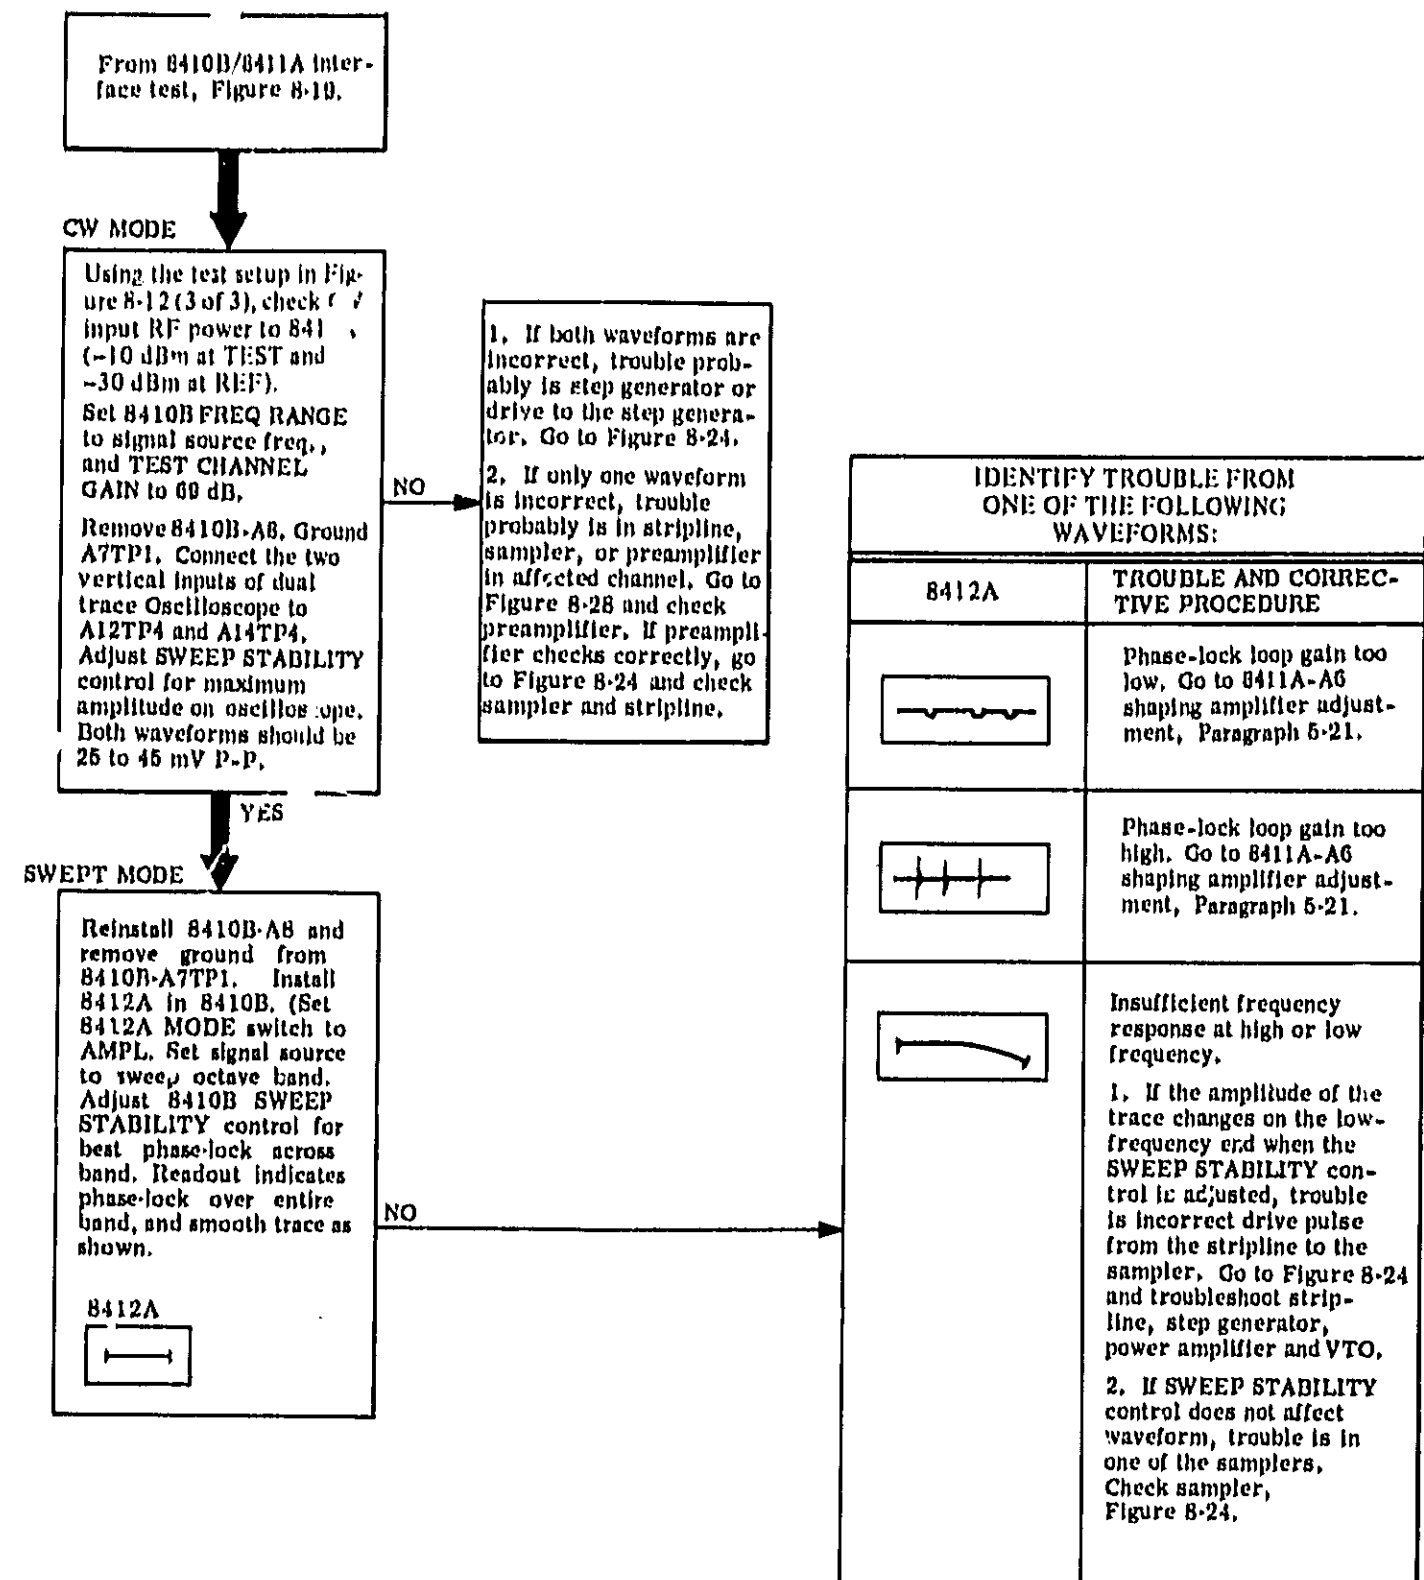 From 8410B/8411A inter-
face test, Figure 8-19.
CW MODE
Using the test setup in Fig-
ure 8-12 (3 of 3), check
input RF power to 841
(-10 dBm at TEST and
-30 dBm at REF).
Set 8410B FREQ RANGE
to signal source freq.,
and TEST CHANNEL
GAIN to 69 dB.
Remove 8410B-A8. Ground
A7TP1. Connect the two
vertical inputs of dual
trace Oscilloscope to
A12TP4 and A14TP4.
Adjust SWEEP STABILITY
control for maximum
amplitude on oscilloscope.
Both waveforms should be
25 to 45 mV P-P.
NO
1. If both waveforms are
incorrect, trouble prob-
ably is step generator or
drive to the step genera-
tor. Go to Figure 8-24.
2. If only one waveform
is incorrect, trouble
probably is in stripline,
sampler, or preamplifier
in affected channel. Go to
Figure 8-28 and check
preamplifier. If preampli-
fier checks correctly, go
to Figure 8-24 and check
sampler and stripline.
YES
SWEPT MODE
Reinstall 8410B-A8 and
remove ground from
8410B-A7TP1. Install
8412A in 8410B. (Set
8412A MODE switch to
AMPL. Set signal source
to sweep octave band.
Adjust 8410B SWEEP
STABILITY control for
best phase-lock across
band. Readout indicates
phase-lock over entire
band, and smooth trace as
shown.
8412A
NO
IDENTIFY TROUBLE FROM
ONE OF THE FOLLOWING
WAVEFORMS:
8412A
TROUBLE AND CORREC-
TIVE PROCEDURE
Phase-lock loop gain too
low. Go to 8411A-A6
shaping amplifier adjust-
ment, Paragraph 5-21.
Phase-lock loop gain too
high. Go to 8411A-A6
shaping amplifier adjust-
ment, Paragraph 5-21.
Insufficient frequency
response at high or low
frequency.
1. If the amplitude of the
trace changes on the low-
frequency end when the
SWEEP STABILITY con-
trol is adjusted, trouble
is incorrect drive pulse
from the stripline to the
sampler. Go to Figure 8-24
and troubleshoot strip-
line, step generator,
power amplifier and VTO.
2. If SWEEP STABILITY
control does not affect
waveform, trouble is in
one of the samplers.
Check sampler,
Figure 8-24.